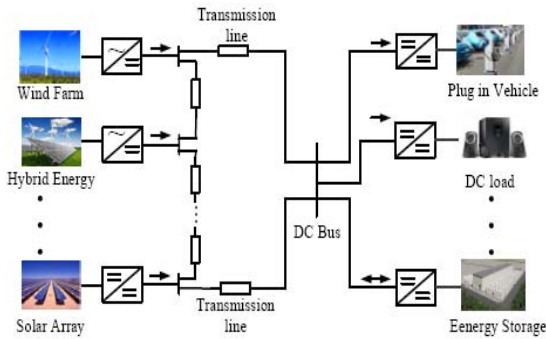 Transmission
line
Wind Farm
Plug in Vehicle
Hybrid Energy
DC load
DC Bus
Transmission
line
Solar Array
Eenergy Storage